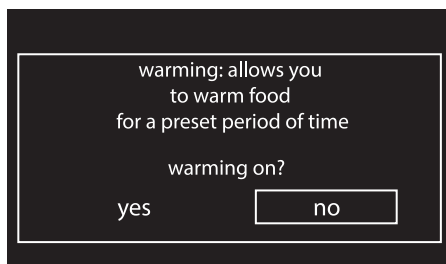 warming: allows you
to warm food
for a preset period of time
warming on?
yes no